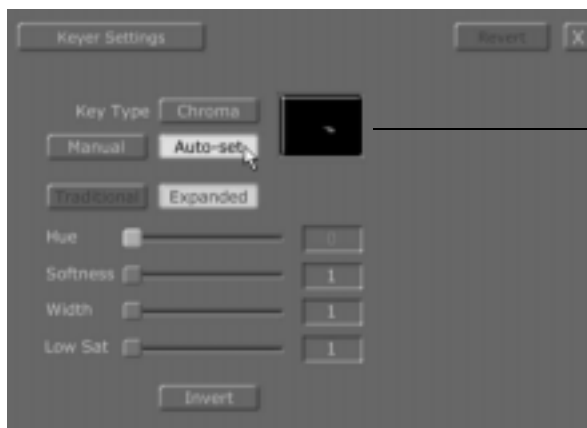 Keyer Settings Revert X
Key Type Chroma
Manual Auto-set
Traditional Expanded
Hue 0
Softness 1
Width 1
Low Sat 1
Invert